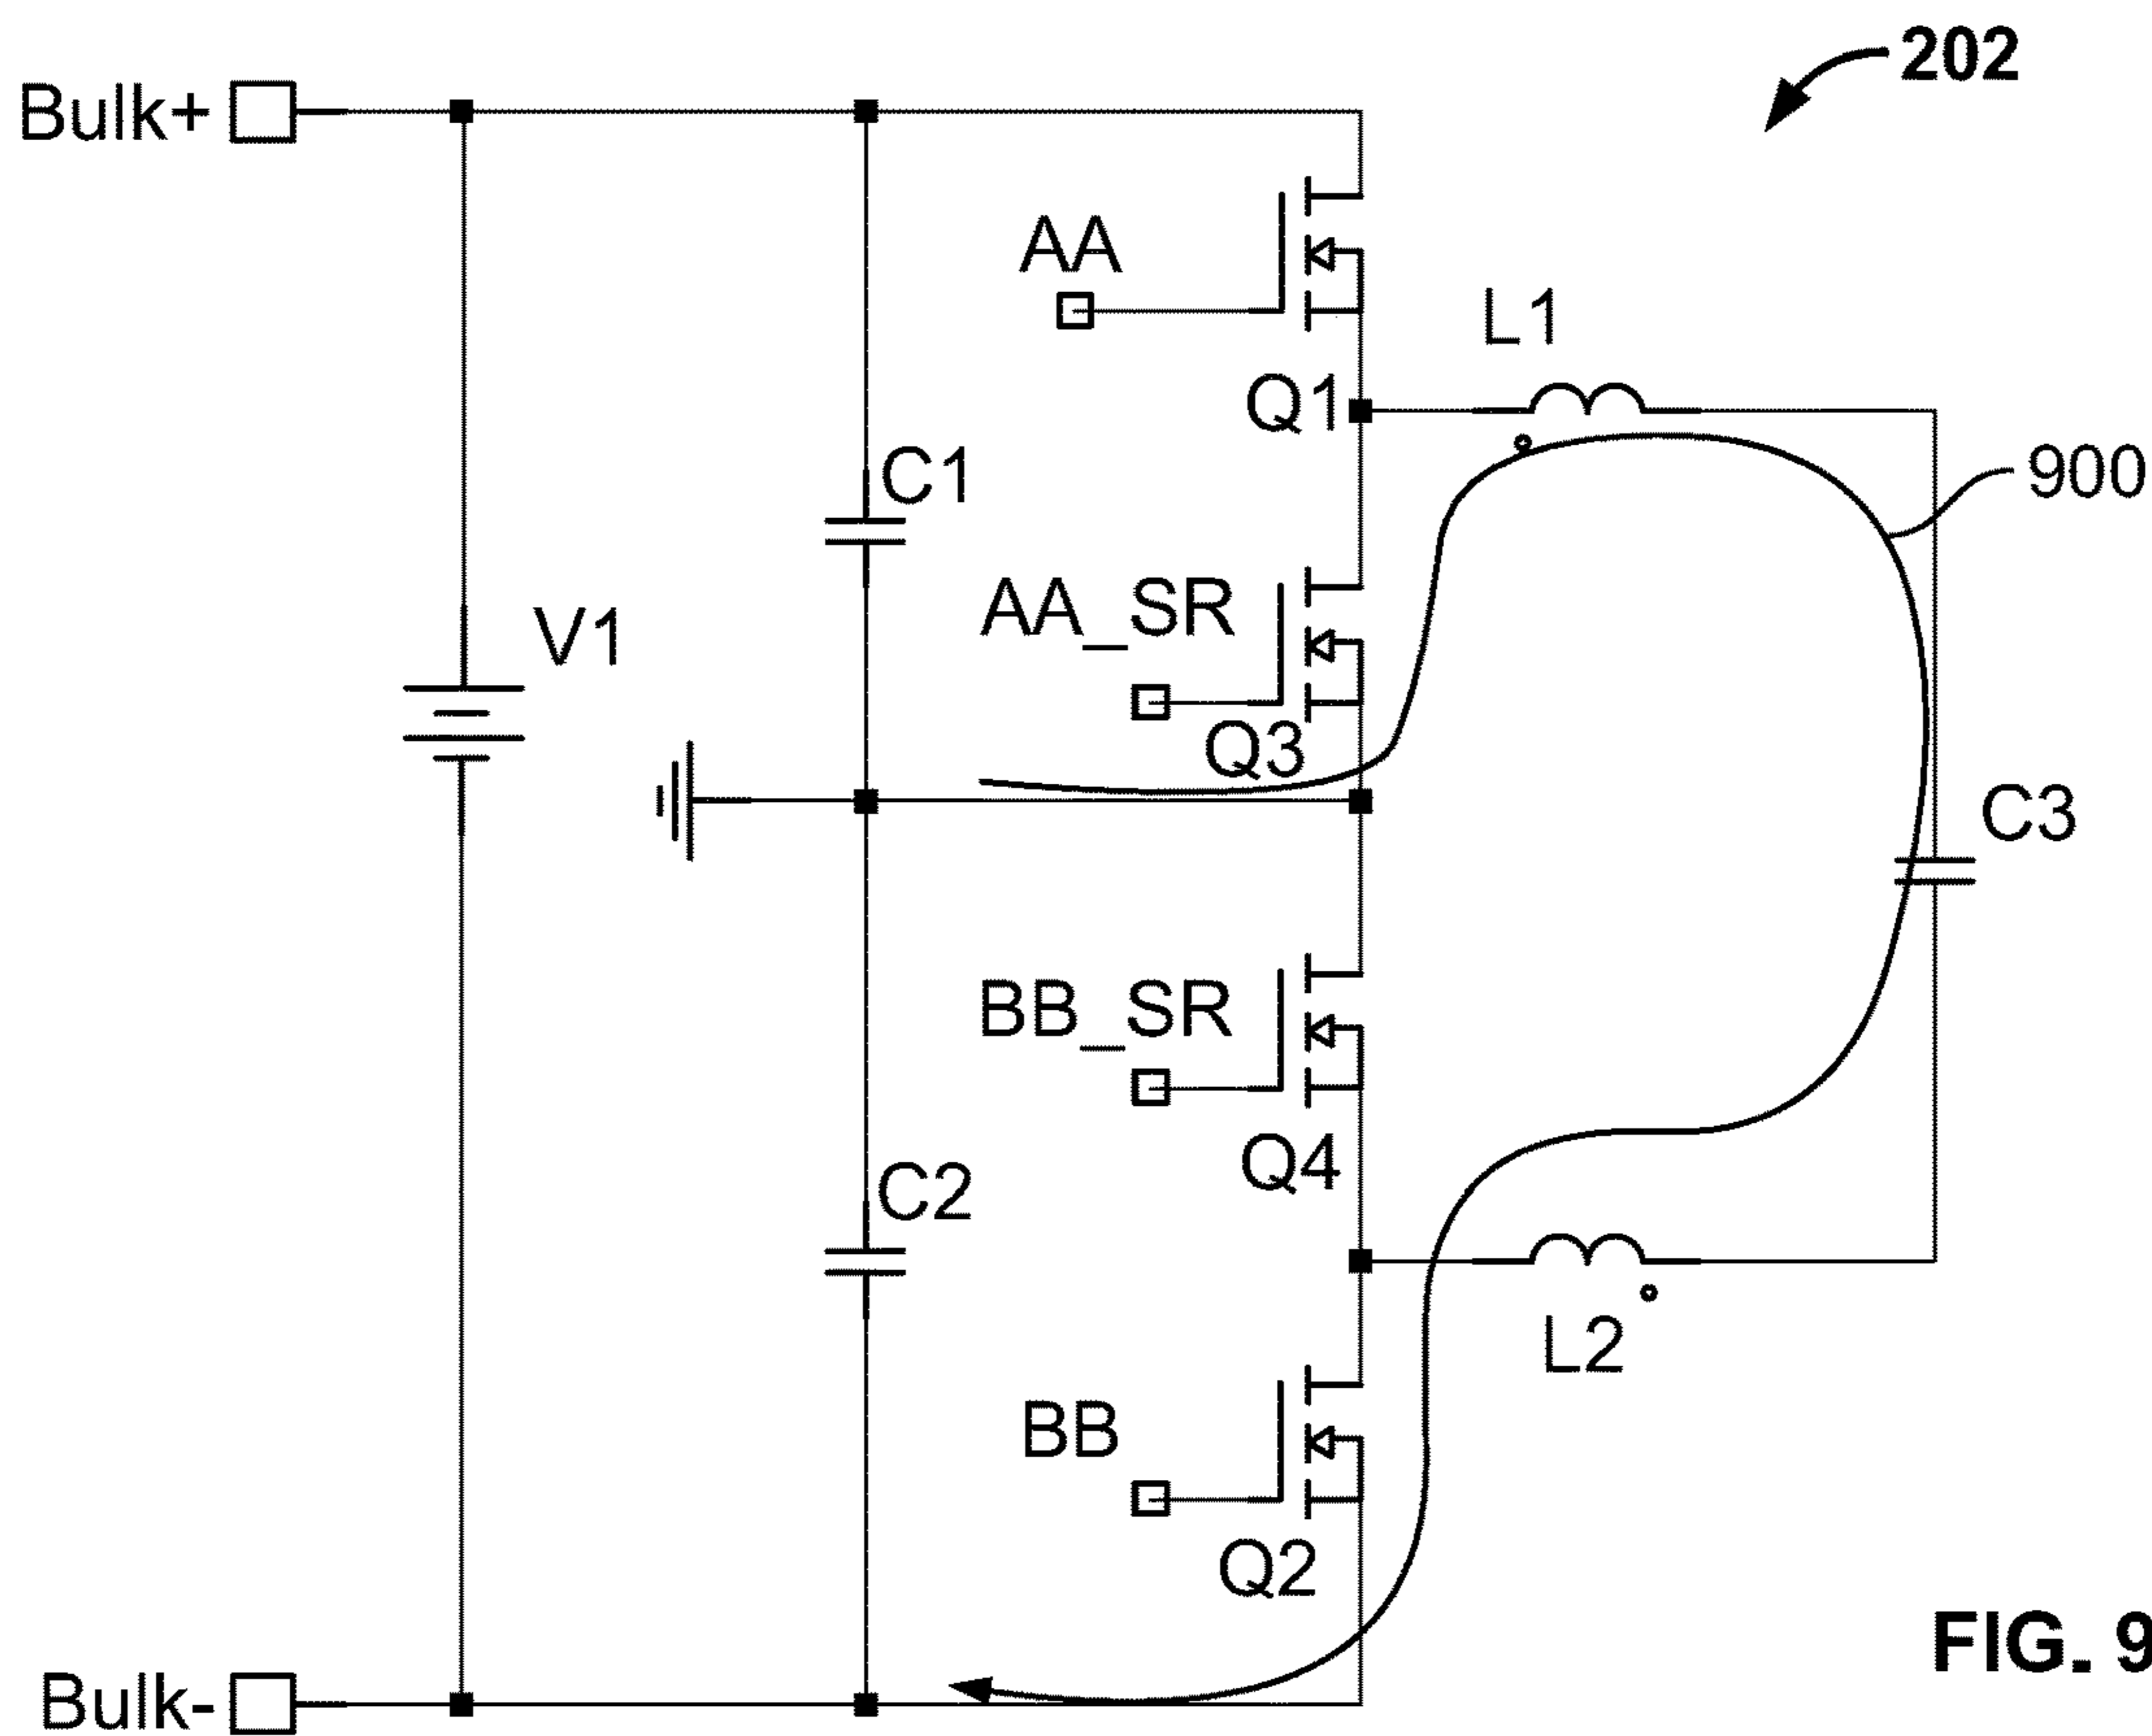 202
Bulk+
AA
L1
Q1
C1
900
AA_SR
V1
Q3
C3
BB_SR
Q4
C2
L2
BB
Q2
FIG. 9
Bulk-